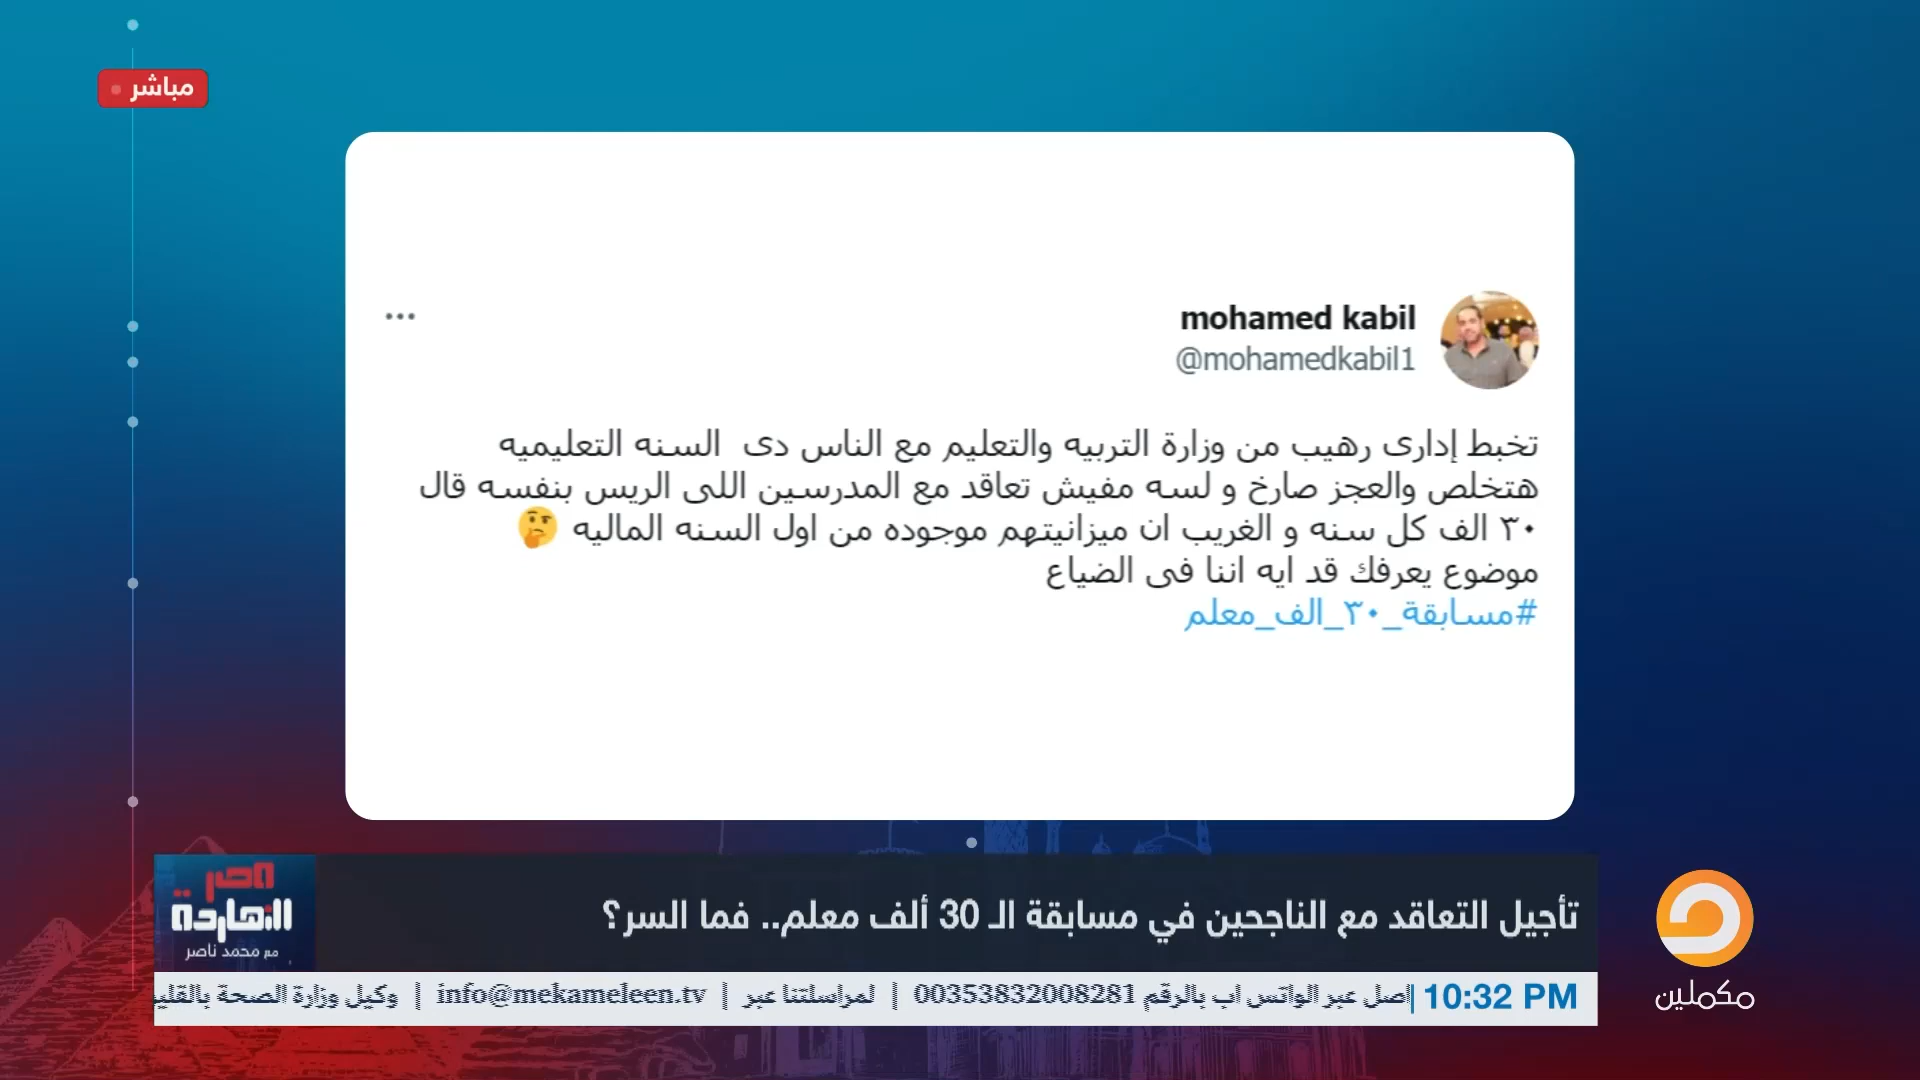 مباشر
mohamed kabil
@mohamedkabil1
تخبط إدارى رهيب من وزارة التربيه والتعليم مع الناس دى السنه التعليميه
هتخلص والعجز صارخ و لسه مفيش تعاقد مع المدرسين اللى الريس بنفسه قال
٣٠ الف كل سنه و الغريب ان ميزانيتهم موجوده من اول السنه الماليه 🤔
موضوع يعرفك قد ايه اننا فى الضياع
#مسابقة_٣٠_الف_معلم
تأجيل التعاقد مع الناجحين في مسابقة الـ 30 ألف معلم.. فما السر؟
مصر
النهاردة
مع محمد ناصر
10:32 PM
عبر الواتس اب بالرقم 00353832008281 | لمراسلتنا عبر info@mekameleen.tv | وكيل وزارة الصحة
مكملين